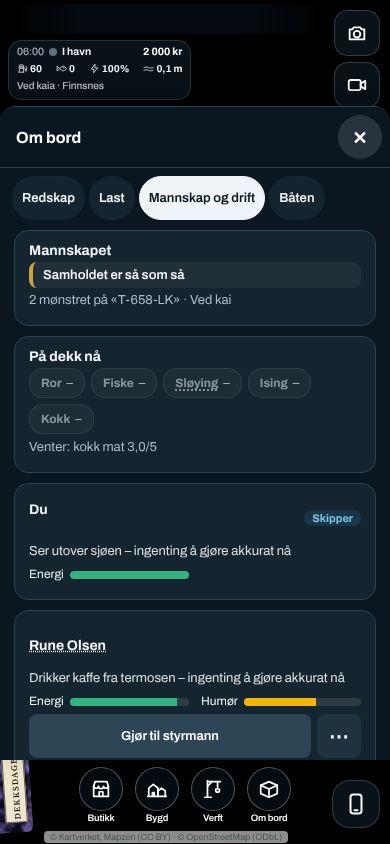 06:00 I havn 2 000 kr
60 0 100% 0,1 m
Ved kaia · Finnsnes
Om bord
Redskap Last Mannskap og drift Båten
Mannskapet
Samholdet er så som så
2 mønstret på «T-658-LK» · Ved kai
På dekk nå
Ror – Fiske – Sløying – Ising –
Kokk –
Venter: kokk mat 3,0/5
Du
Skipper
Ser utover sjøen – ingenting å gjøre akkurat nå
Energi
Rune Olsen
Drikker kaffe fra termosen – ingenting å gjøre akkurat nå
Energi Humør
Gjør til styrmann ...
DEKKSDAGE
Butikk Bygd Verft Om bord
© Kartverket, Mapzen (CC BY) · © OpenStreetMap (ODbL)